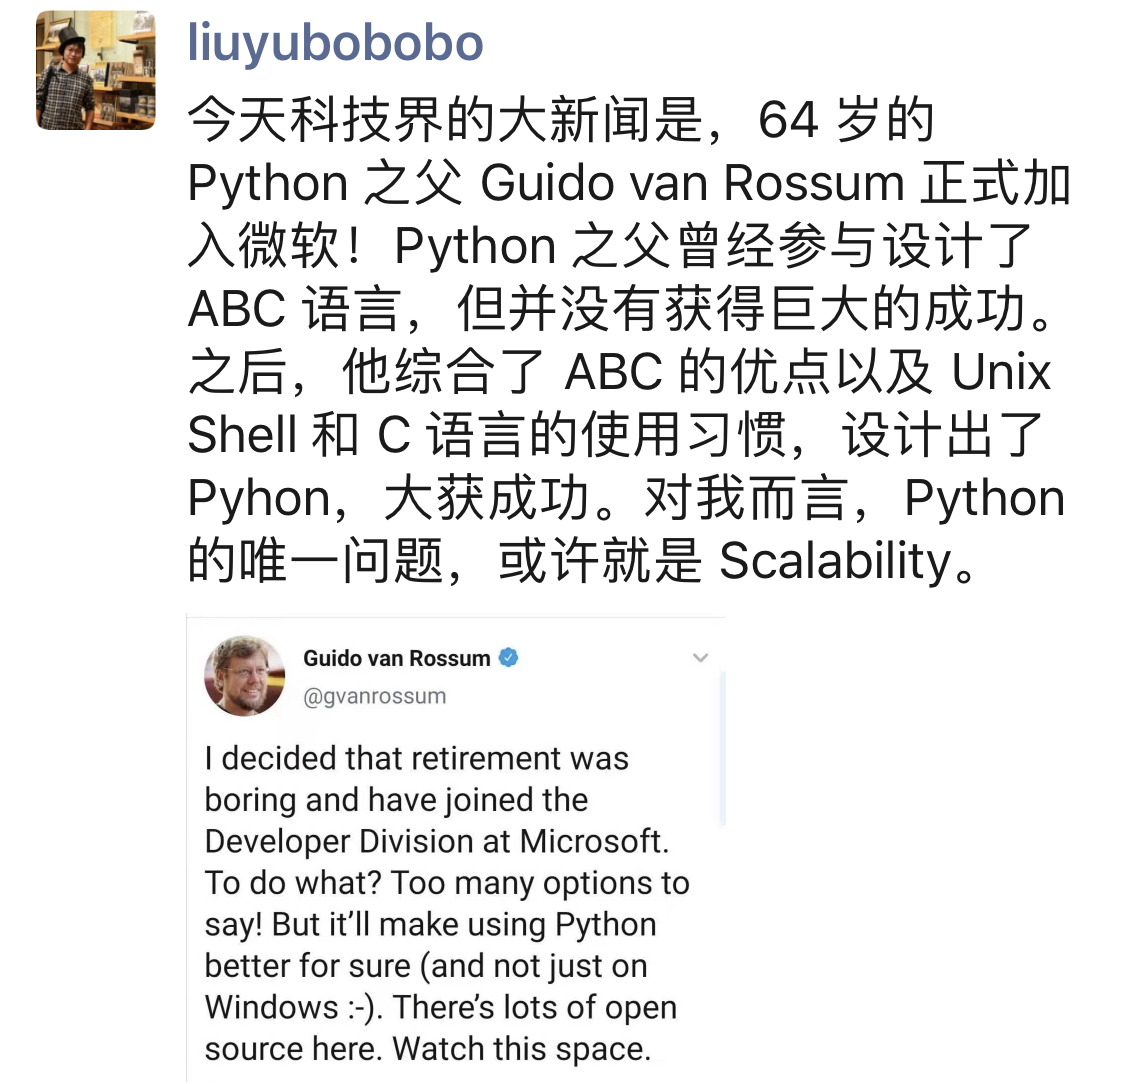 liuyubobobo
今天科技界的大新闻是，64 岁的
Python 之父 Guido van Rossum 正式加
入微软！Python 之父曾经参与设计了
ABC 语言，但并没有获得巨大的成功。
之后，他综合了 ABC 的优点以及 Unix
Shell 和 C 语言的使用习惯，设计出了
Pyhon，大获成功。对我而言，Python
的唯一问题，或许就是 Scalability。
Guido van Rossum
@gvanrossum
I decided that retirement was
boring and have joined the
Developer Division at Microsoft.
To do what? Too many options to
say! But it’ll make using Python
better for sure (and not just on
Windows :-). There’s lots of open
source here. Watch this space.